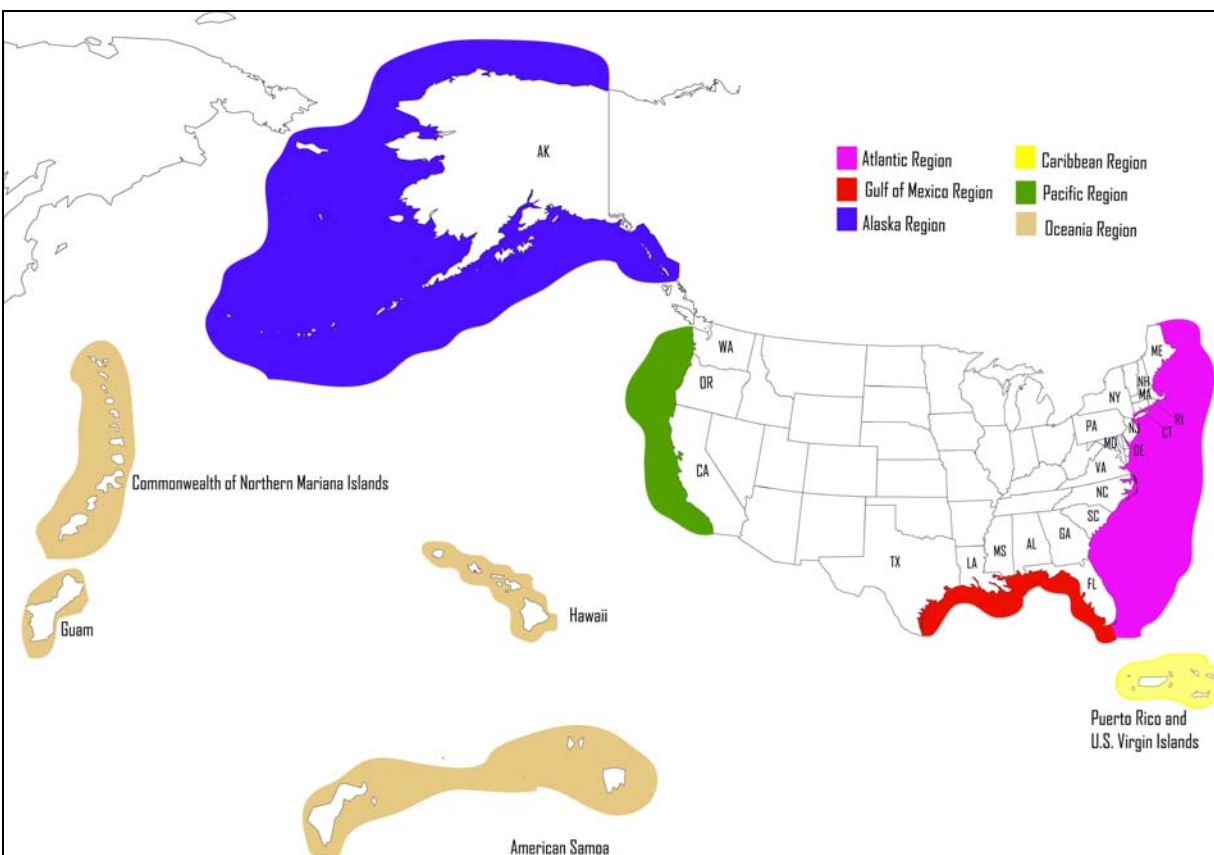 AK
Atlantic Region
Caribbean Region
Gulf of Mexico Region
Pacific Region
Alaska Region
Oceania Region
WA
ME
OR
NH
NY
MA
RI
PA
NJ
CT
MD
DE
CA
VA
Commonwealth of Northern Mariana Islands
NC
SC
GA
MS
AL
TX
LA
FL
Hawaii
Guam
Puerto Rico and
U.S. Virgin Islands
American Samoa